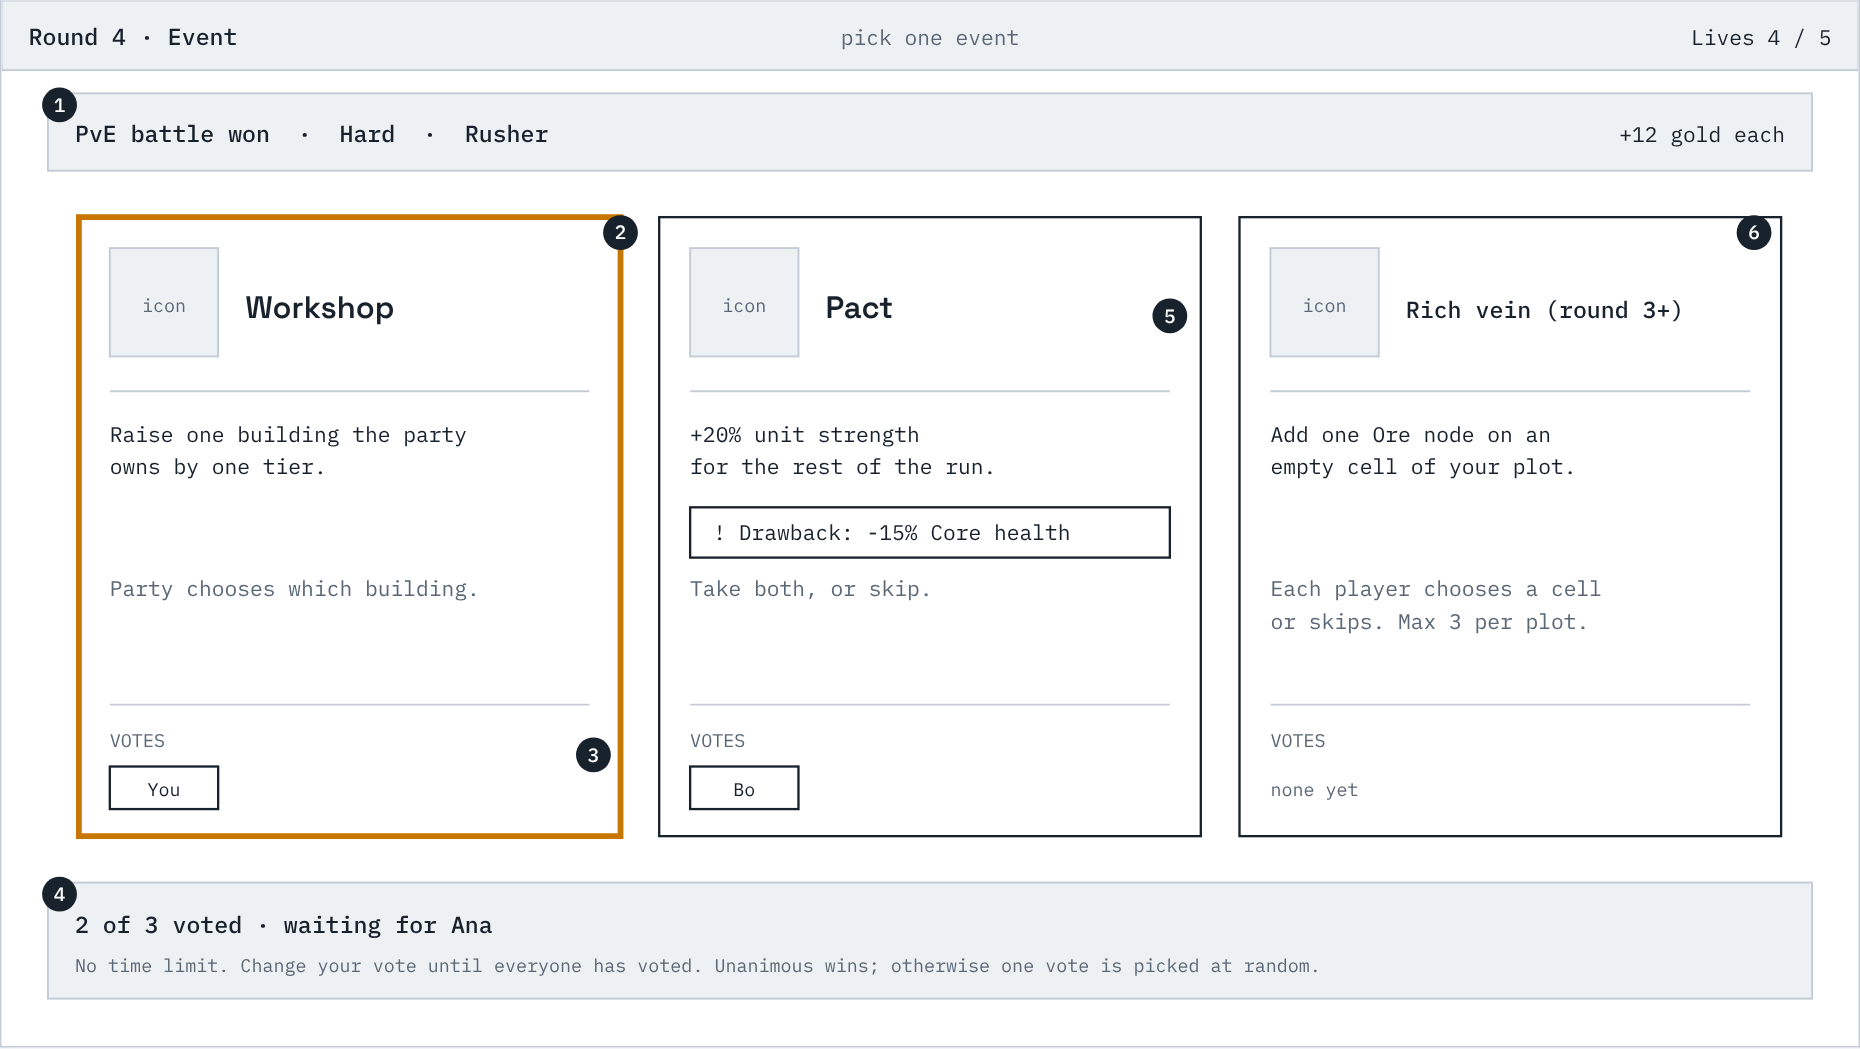 Round 4 · Event
pick one event
Lives 4 / 5
1
PvE battle won · Hard · Rusher
+12 gold each
2
icon
Workshop
Raise one building the party
owns by one tier.
Party chooses which building.
VOTES
3
You
icon
Pact
5
+20% unit strength
for the rest of the run.
! Drawback: -15% Core health
Take both, or skip.
VOTES
Bo
6
icon
Rich vein (round 3+)
Add one Ore node on an
empty cell of your plot.
Each player chooses a cell
or skips. Max 3 per plot.
VOTES
none yet
4
2 of 3 voted · waiting for Ana
No time limit. Change your vote until everyone has voted. Unanimous wins; otherwise one vote is picked at random.